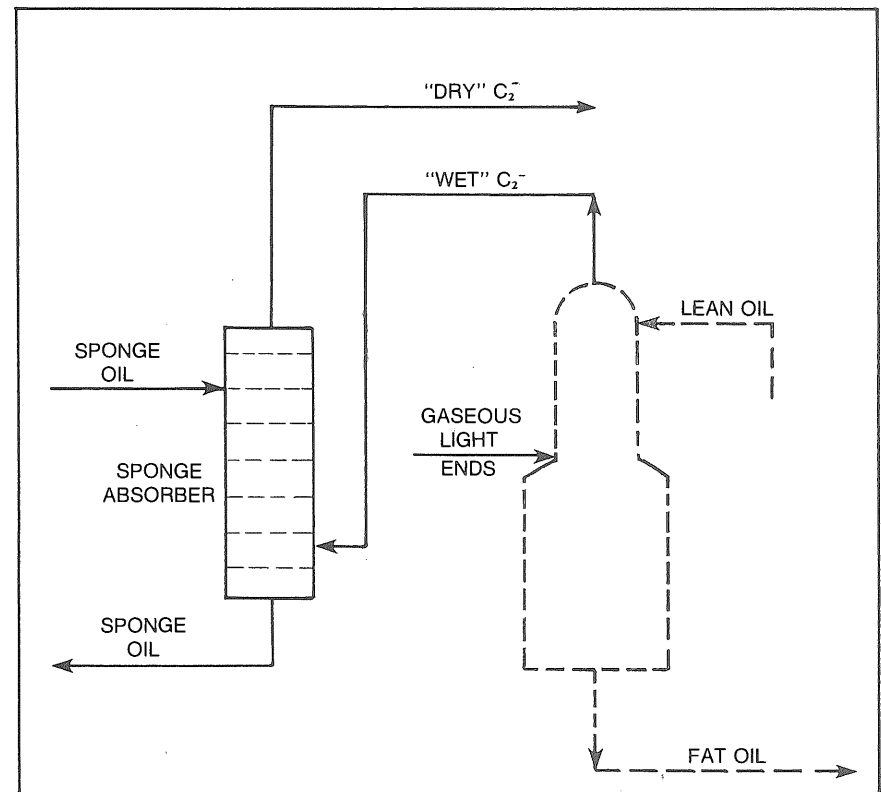 “DRY” C₂⁻
“WET” C₂⁻
LEAN OIL
SPONGE
OIL
GASEOUS
LIGHT
ENDS
SPONGE
ABSORBER
SPONGE
OIL
FAT OIL